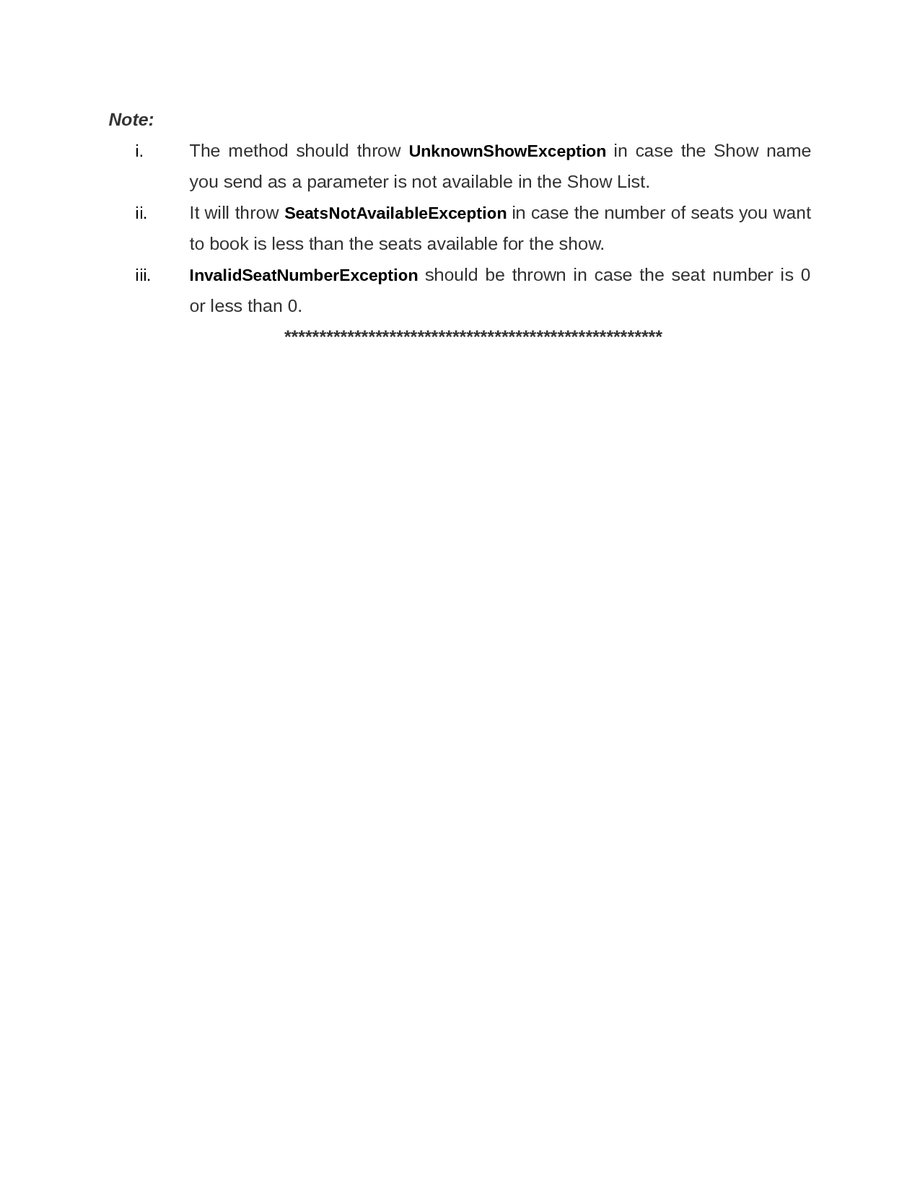 Note:
i. The method should throw UnknownShowException in case the Show name
you send as a parameter is not available in the Show List.
ii. It will throw SeatsNotAvailableException in case the number of seats you want
to book is less than the seats available for the show.
iii. InvalidSeatNumberException should be thrown in case the seat number is 0
or less than 0.
******************************************************